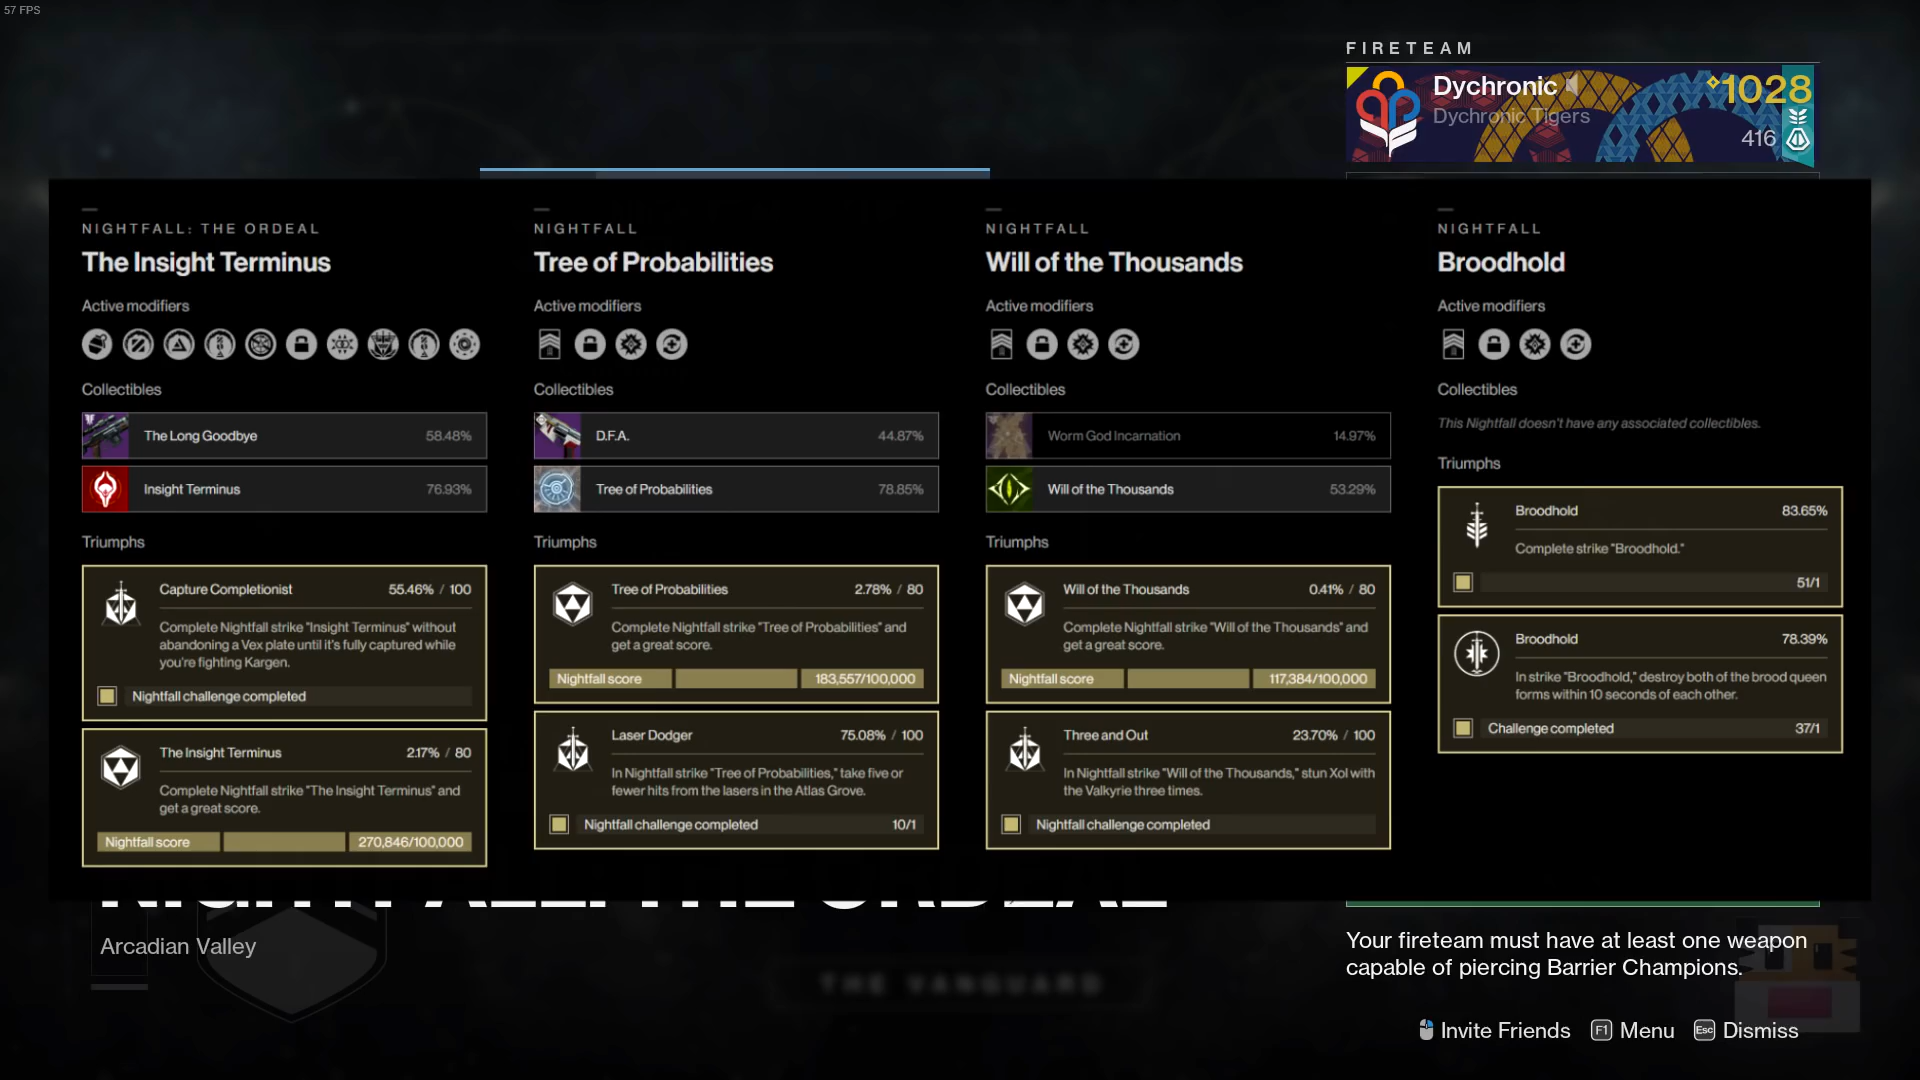 57 FPS
FIRETEAM
Dychronic
1028
Dychronic Tigers
416
NIGHTFALL: THE ORDEAL
The Insight Terminus
Active modifiers
Collectibles
The Long Goodbye 58.48%
Insight Terminus 76.93%
Triumphs
Capture Completionist 55.46% / 100
Complete Nightfall strike "Insight Terminus" without
abandoning a Vex plate until it's fully captured while
you're fighting Kargen.
Nightfall challenge completed
The Insight Terminus 2.17% / 80
Complete Nightfall strike "The Insight Terminus" and
get a great score.
Nightfall score 270,846/100,000
NIGHTFALL
Tree of Probabilities
Active modifiers
Collectibles
D.F.A. 44.87%
Tree of Probabilities 78.85%
Triumphs
Tree of Probabilities 2.78% / 80
Complete Nightfall strike "Tree of Probabilities" and
get a great score.
Nightfall score 183,557/100,000
Laser Dodger 75.08% / 100
In Nightfall strike "Tree of Probabilities," take five or
fewer hits from the lasers in the Atlas Grove.
Nightfall challenge completed 10/1
NIGHTFALL
Will of the Thousands
Active modifiers
Collectibles
Worm God Incarnation 14.97%
Will of the Thousands 53.29%
Triumphs
Will of the Thousands 0.41% / 80
Complete Nightfall strike "Will of the Thousands" and
get a great score.
Nightfall score 117,384/100,000
Three and Out 23.70% / 100
In Nightfall strike "Will of the Thousands," stun Xol with
the Valkyrie three times.
Nightfall challenge completed
NIGHTFALL
Broodhold
Active modifiers
Collectibles
This Nightfall doesn't have any associated collectibles.
Triumphs
Broodhold 83.65%
Complete strike "Broodhold."
51/1
Broodhold 78.39%
In strike "Broodhold," destroy both of the brood queen
forms within 10 seconds of each other.
Challenge completed 37/1
Arcadian Valley
THE VANGUARD
Your fireteam must have at least one weapon
capable of piercing Barrier Champions.
Invite Friends F1 Menu Esc Dismiss